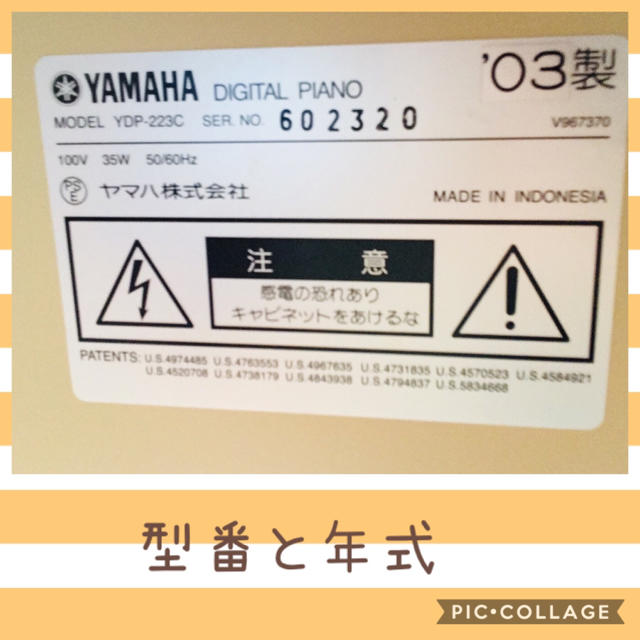 YAMAHA DIGITAL PIANO '03製
MODEL YDP-223C SER. NO. 602320 V967370
100V 35W 50/60Hz
PSE ヤマハ株式会社 MADE IN INDONESIA
注意
感電の恐れあり
キャビネットをあけるな
PATENTS: U.S.4974485 U.S.4763553 U.S.4967635 U.S.4731835 U.S.4570523 U.S.4584921
U.S.4520708 U.S.4738179 U.S.4843938 U.S.4794837 U.S.5834668
型番と年式
PIC•COLLAGE